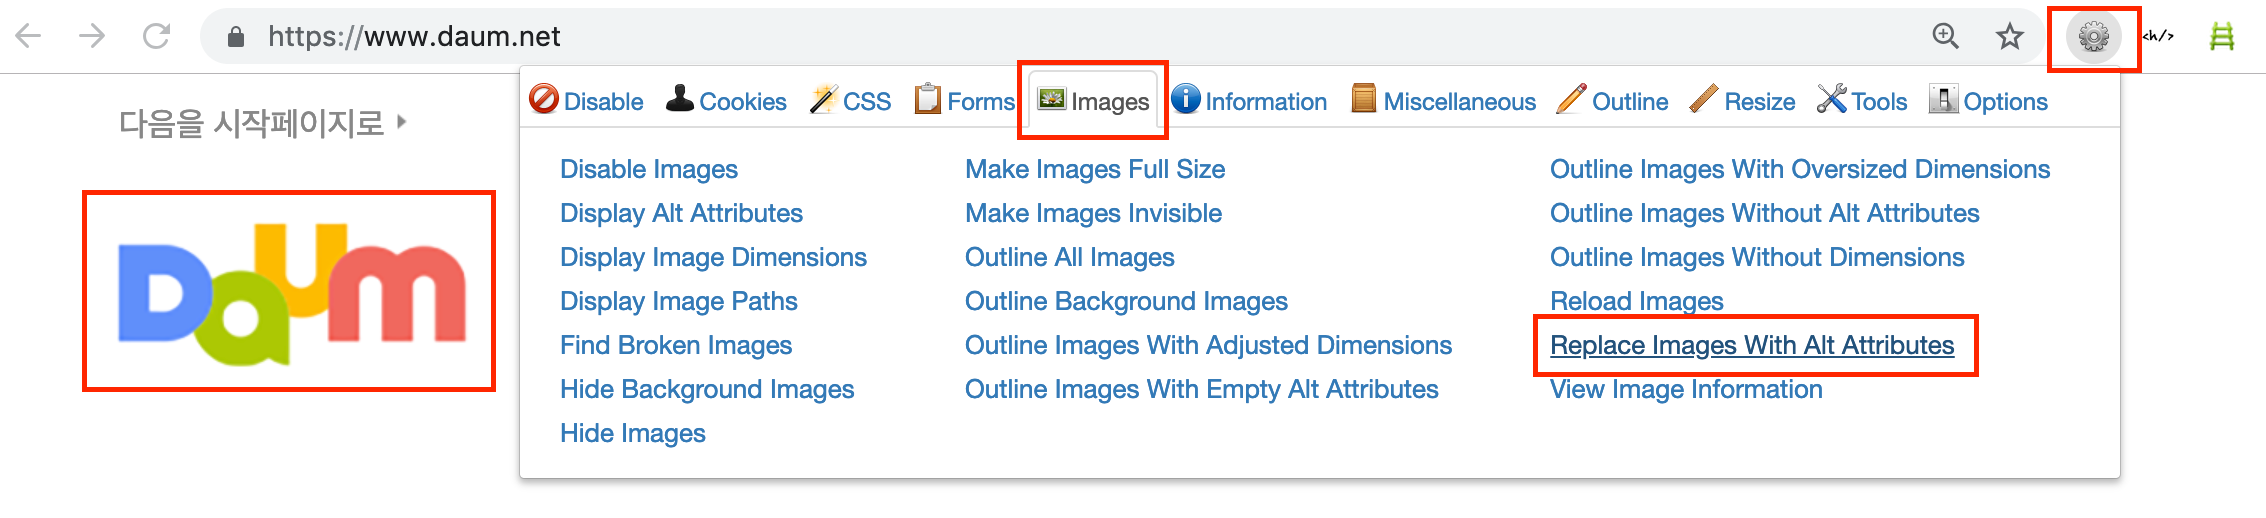 https://www.daum.net
<h/>
Disable Cookies CSS Forms Images Information Miscellaneous Outline Resize Tools Options
다음을 시작페이지로
Daum
Disable Images
Display Alt Attributes
Display Image Dimensions
Display Image Paths
Find Broken Images
Hide Background Images
Hide Images
Make Images Full Size
Make Images Invisible
Outline All Images
Outline Background Images
Outline Images With Adjusted Dimensions
Outline Images With Empty Alt Attributes
Outline Images With Oversized Dimensions
Outline Images Without Alt Attributes
Outline Images Without Dimensions
Reload Images
Replace Images With Alt Attributes
View Image Information